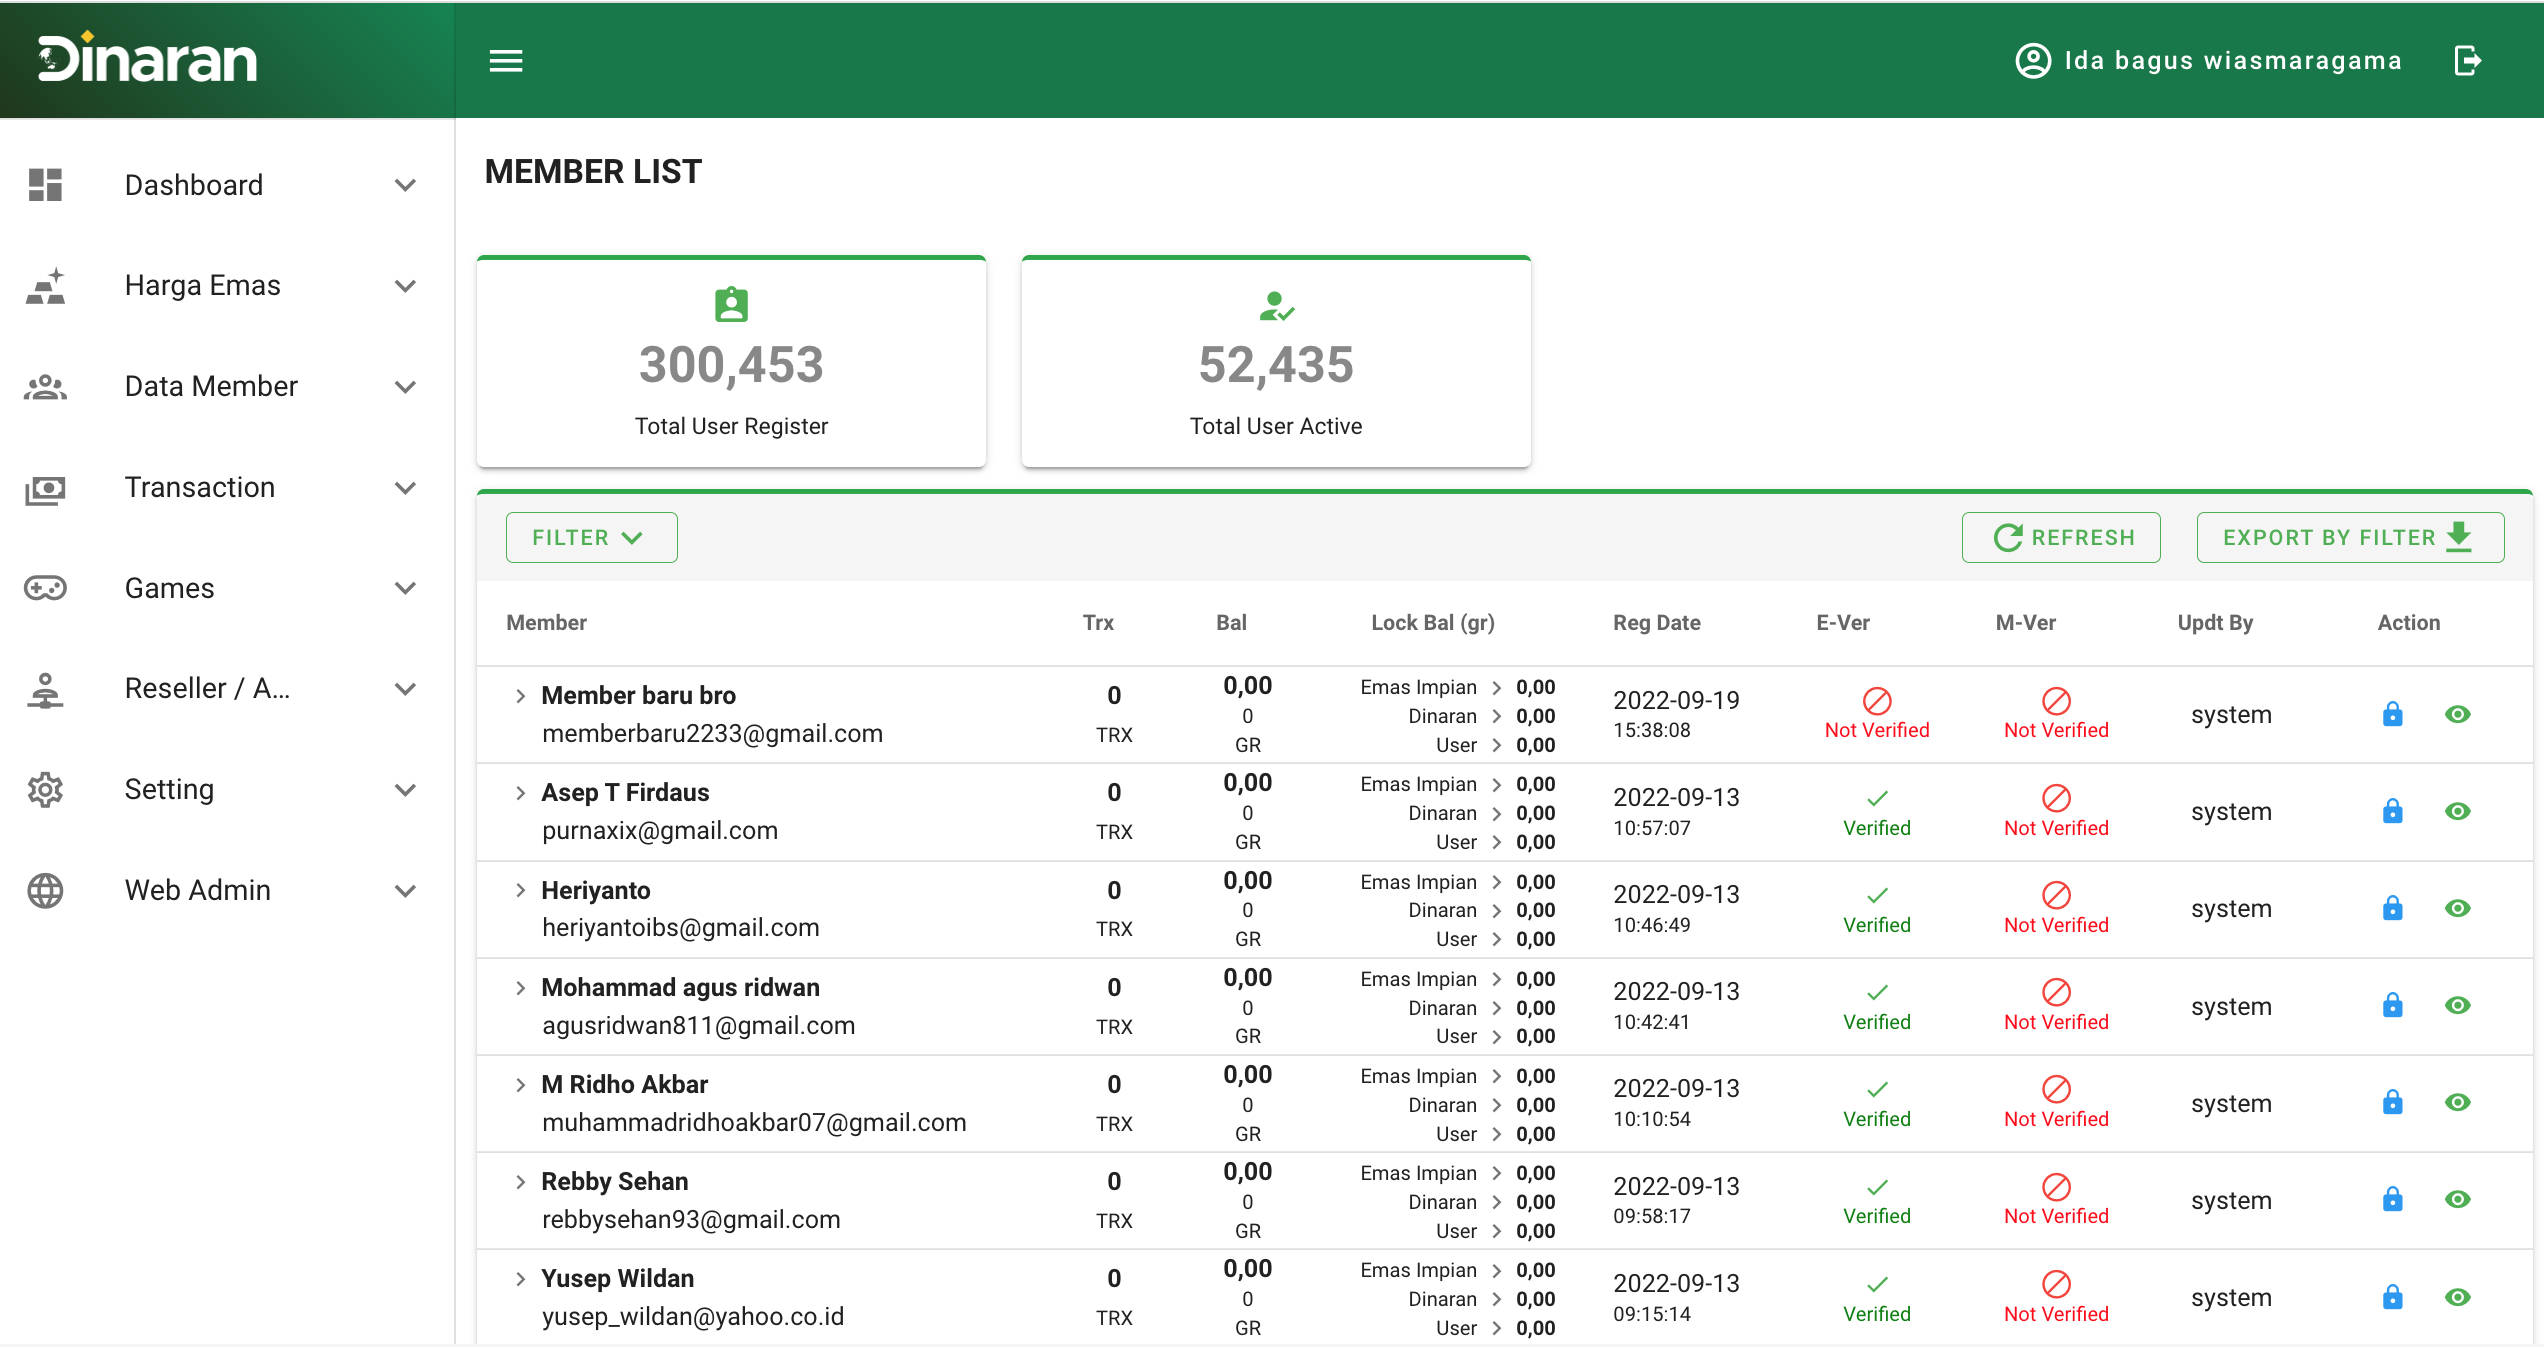 Dinaran
Ida bagus wiasmaragama
Dashboard
Harga Emas
Data Member
Transaction
Games
Reseller / A...
Setting
Web Admin
MEMBER LIST
300,453
Total User Register
52,435
Total User Active
FILTER REFRESH EXPORT BY FILTER
Member Trx Bal Lock Bal (gr) Reg Date E-Ver M-Ver Updt By Action
Member baru bro
memberbaru2233@gmail.com
0
TRX
0,00
0
GR
Emas Impian > 0,00
Dinaran > 0,00
User > 0,00
2022-09-19
15:38:08
Not Verified
Not Verified
system
Asep T Firdaus
purnaxix@gmail.com
0
TRX
0,00
0
GR
Emas Impian > 0,00
Dinaran > 0,00
User > 0,00
2022-09-13
10:57:07
Verified
Not Verified
system
Heriyanto
heriyantoibs@gmail.com
0
TRX
0,00
0
GR
Emas Impian > 0,00
Dinaran > 0,00
User > 0,00
2022-09-13
10:46:49
Verified
Not Verified
system
Mohammad agus ridwan
agusridwan811@gmail.com
0
TRX
0,00
0
GR
Emas Impian > 0,00
Dinaran > 0,00
User > 0,00
2022-09-13
10:42:41
Verified
Not Verified
system
M Ridho Akbar
muhammadridhoakbar07@gmail.com
0
TRX
0,00
0
GR
Emas Impian > 0,00
Dinaran > 0,00
User > 0,00
2022-09-13
10:10:54
Verified
Not Verified
system
Rebby Sehan
rebbysehan93@gmail.com
0
TRX
0,00
0
GR
Emas Impian > 0,00
Dinaran > 0,00
User > 0,00
2022-09-13
09:58:17
Verified
Not Verified
system
Yusep Wildan
yusep_wildan@yahoo.co.id
0
TRX
0,00
0
GR
Emas Impian > 0,00
Dinaran > 0,00
User > 0,00
2022-09-13
09:15:14
Verified
Not Verified
system